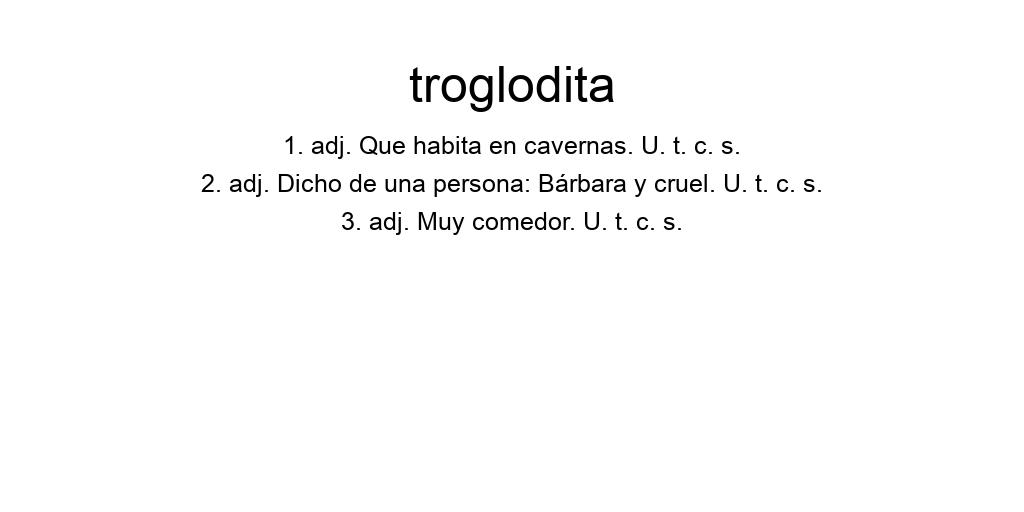 troglodita
1. adj. Que habita en cavernas. U. t. c. s.
2. adj. Dicho de una persona: Bárbara y cruel. U. t. c. s.
3. adj. Muy comedor. U. t. c. s.